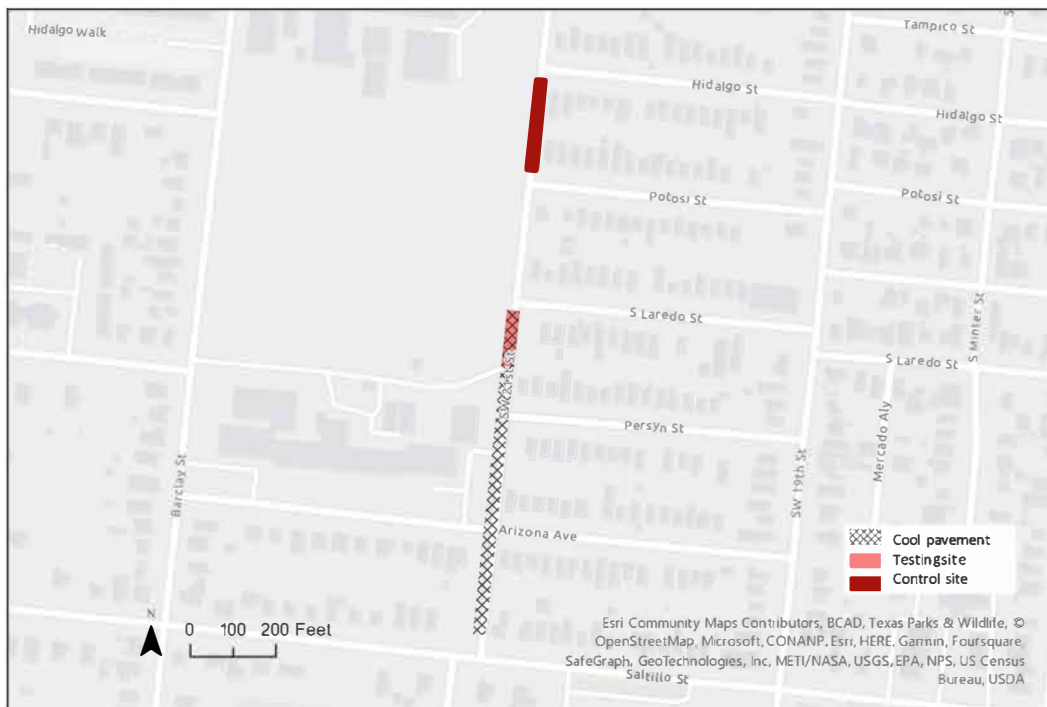 Tampico St
Hidalgo Walk
Hidalgo St
Hidalgo St
Potosi St
Potosi St
S Laredo St
S Minter St
S Laredo St
SW 21st St
Persyn St
Mercado Aly
Barclay St
SW 19th St
Arizona Ave
Cool pavement
Testingsite
Control site
N
0 100 200 Feet
Esri Community Maps Contributors, BCAD, Texas Parks & Wildlife, ©
OpenStreetMap, Microsoft, CONANP, Esri, HERE, Garmin, Foursquare,
SafeGraph, GeoTechnologies, Inc, METI/NASA, USGS, EPA, NPS, US Census
Bureau, USDA
Saltillo St